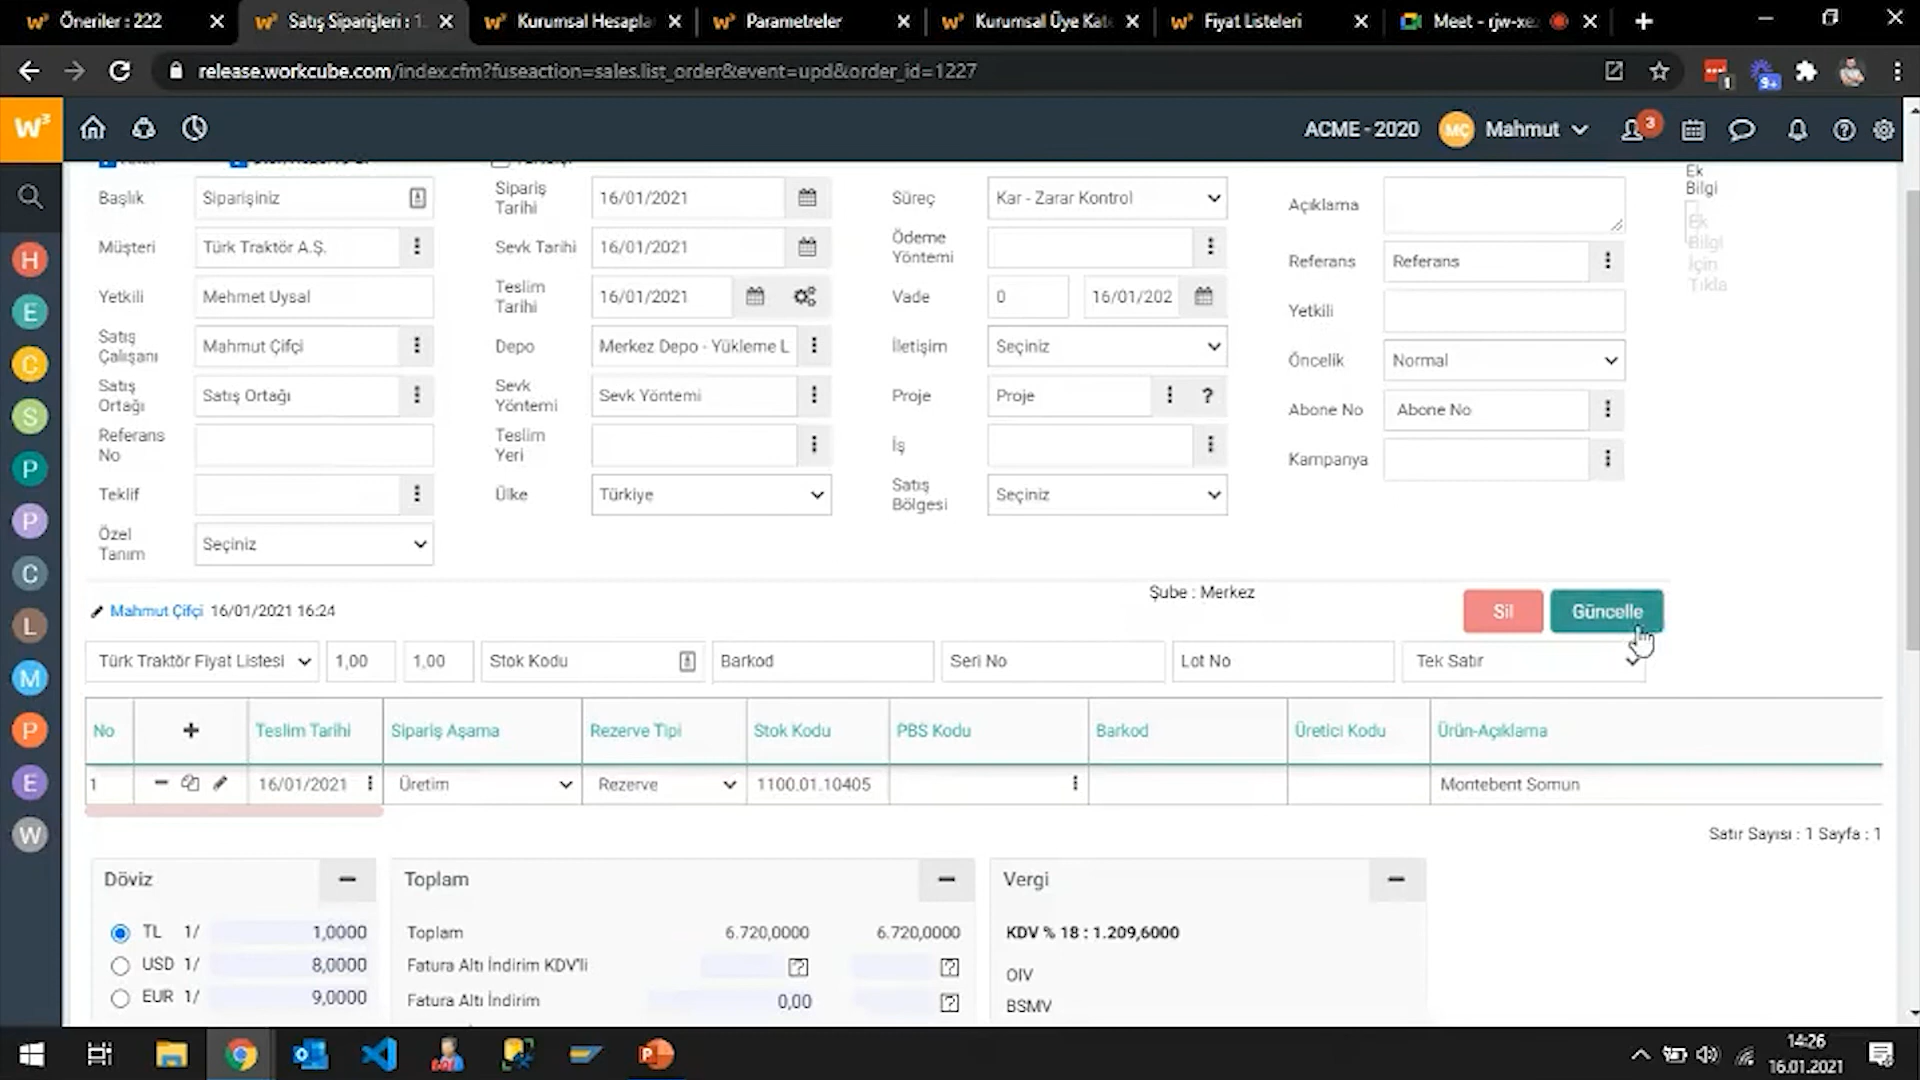 Öneriler : 222
Satış Siparişleri : 1
Kurumsal Hesapla
Parametreler
Kurumsal Üye Kat
Fiyat Listeleri
Meet - rjw-xe
release.workcube.com/index.cfm?fuseaction=sales.list_order&event=upd&order_id=1227
1
9+
W³
ACME - 2020
MÇ
Mahmut
3
Başlık
Siparişiniz
Müşteri
Türk Traktör A.Ş.
Yetkili
Mehmet Uysal
Satış Çalışanı
Mahmut Çifçi
Satış Ortağı
Satış Ortağı
Referans No
Teklif
Özel Tanım
Seçiniz
Sipariş Tarihi
16/01/2021
Sevk Tarihi
16/01/2021
Teslim Tarihi
16/01/2021
Depo
Merkez Depo - Yükleme L
Sevk Yöntemi
Sevk Yöntemi
Teslim Yeri
Ülke
Türkiye
Süreç
Kar - Zarar Kontrol
Ödeme Yöntemi
Vade
0
16/01/202
İletişim
Seçiniz
Proje
Proje
?
İş
Satış Bölgesi
Seçiniz
Açıklama
Referans
Referans
Yetkili
Öncelik
Normal
Abone No
Abone No
Kampanya
Ek
Bilgi
Ek
Bilgi
İçin
Tıkla
H
E
C
S
P
P
C
L
M
P
E
W
Şube : Merkez
Mahmut Çifçi 16/01/2021 16:24
Sil
Güncelle
Türk Traktör Fiyat Listesi
1,00
1,00
Stok Kodu
Barkod
Seri No
Lot No
Tek Satır
No
+
Teslim Tarihi
Sipariş Aşama
Rezerve Tipi
Stok Kodu
PBS Kodu
Barkod
Üretici Kodu
Ürün-Açıklama
1
16/01/2021
Üretim
Rezerve
1100.01.10405
Montebent Somun
Satır Sayısı : 1 Sayfa : 1
Döviz
TL 1/ 1,0000
USD 1/ 8,0000
EUR 1/ 9,0000
Toplam
Toplam 6.720,0000 6.720,0000
Fatura Altı İndirim KDV'li
Fatura Altı İndirim 0,00
Vergi
KDV % 18 : 1.209,6000
OIV
BSMV
14:26
16.01.2021